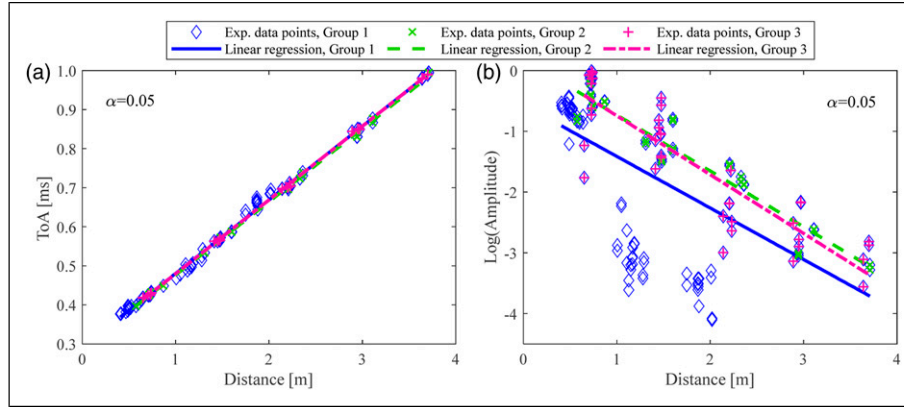 Exp. data points, Group 1 Exp. data points, Group 2 Exp. data points, Group 3
Linear regression, Group 1 Linear regression, Group 2 Linear regression, Group 3
(a)
α=0.05
1.0
0.9
0.8
0.7
0.6
0.5
0.4
0.3
ToA [ms]
0 1 2 3 4
Distance [m]
(b)
α=0.05
0
-1
-2
-3
-4
Log(Amplitude)
0 1 2 3 4
Distance [m]